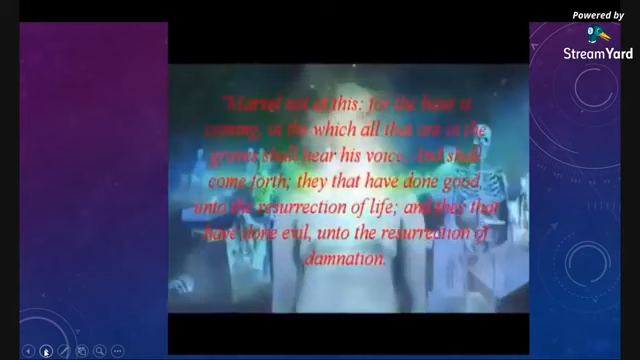 Powered by
StreamYard
"Marvel not at this: for the hour is
coming, in the which all that are in the
graves shall hear his voice, And shall
come forth; they that have done good,
unto the resurrection of life; and they that
have done evil, unto the resurrection of
damnation.